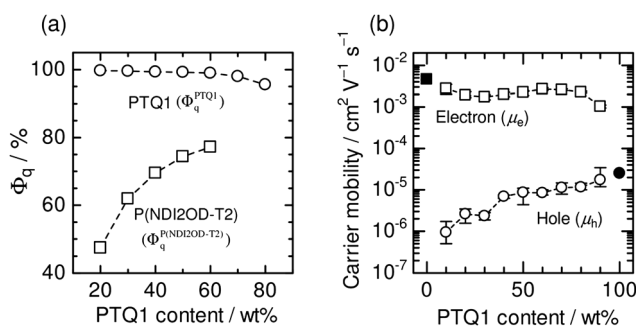 (a)
100
80
60
40
Φq / %
PTQ1 (Φq^PTQ1)
P(NDI2OD-T2)
(Φq^P(NDI2OD-T2))
20 40 60 80
PTQ1 content / wt%
(b)
10⁻²
10⁻³
10⁻⁴
10⁻⁵
10⁻⁶
10⁻⁷
Carrier mobility / cm² V⁻¹ s⁻¹
Electron (μe)
Hole (μh)
0 50 100
PTQ1 content / wt%